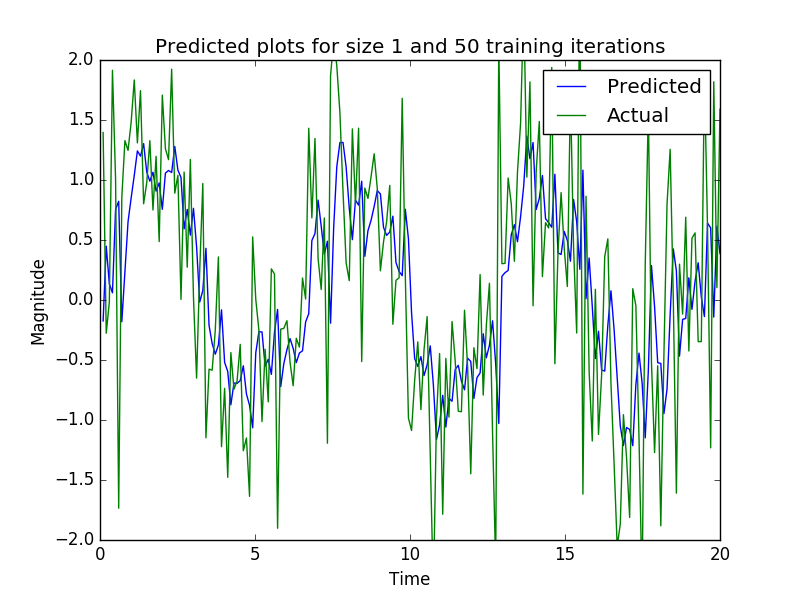 Predicted plots for size 1 and 50 training iterations
Predicted
Actual
2.0
1.5
1.0
0.5
0.0
−0.5
−1.0
−1.5
−2.0
Magnitude
0 5 10 15 20
Time